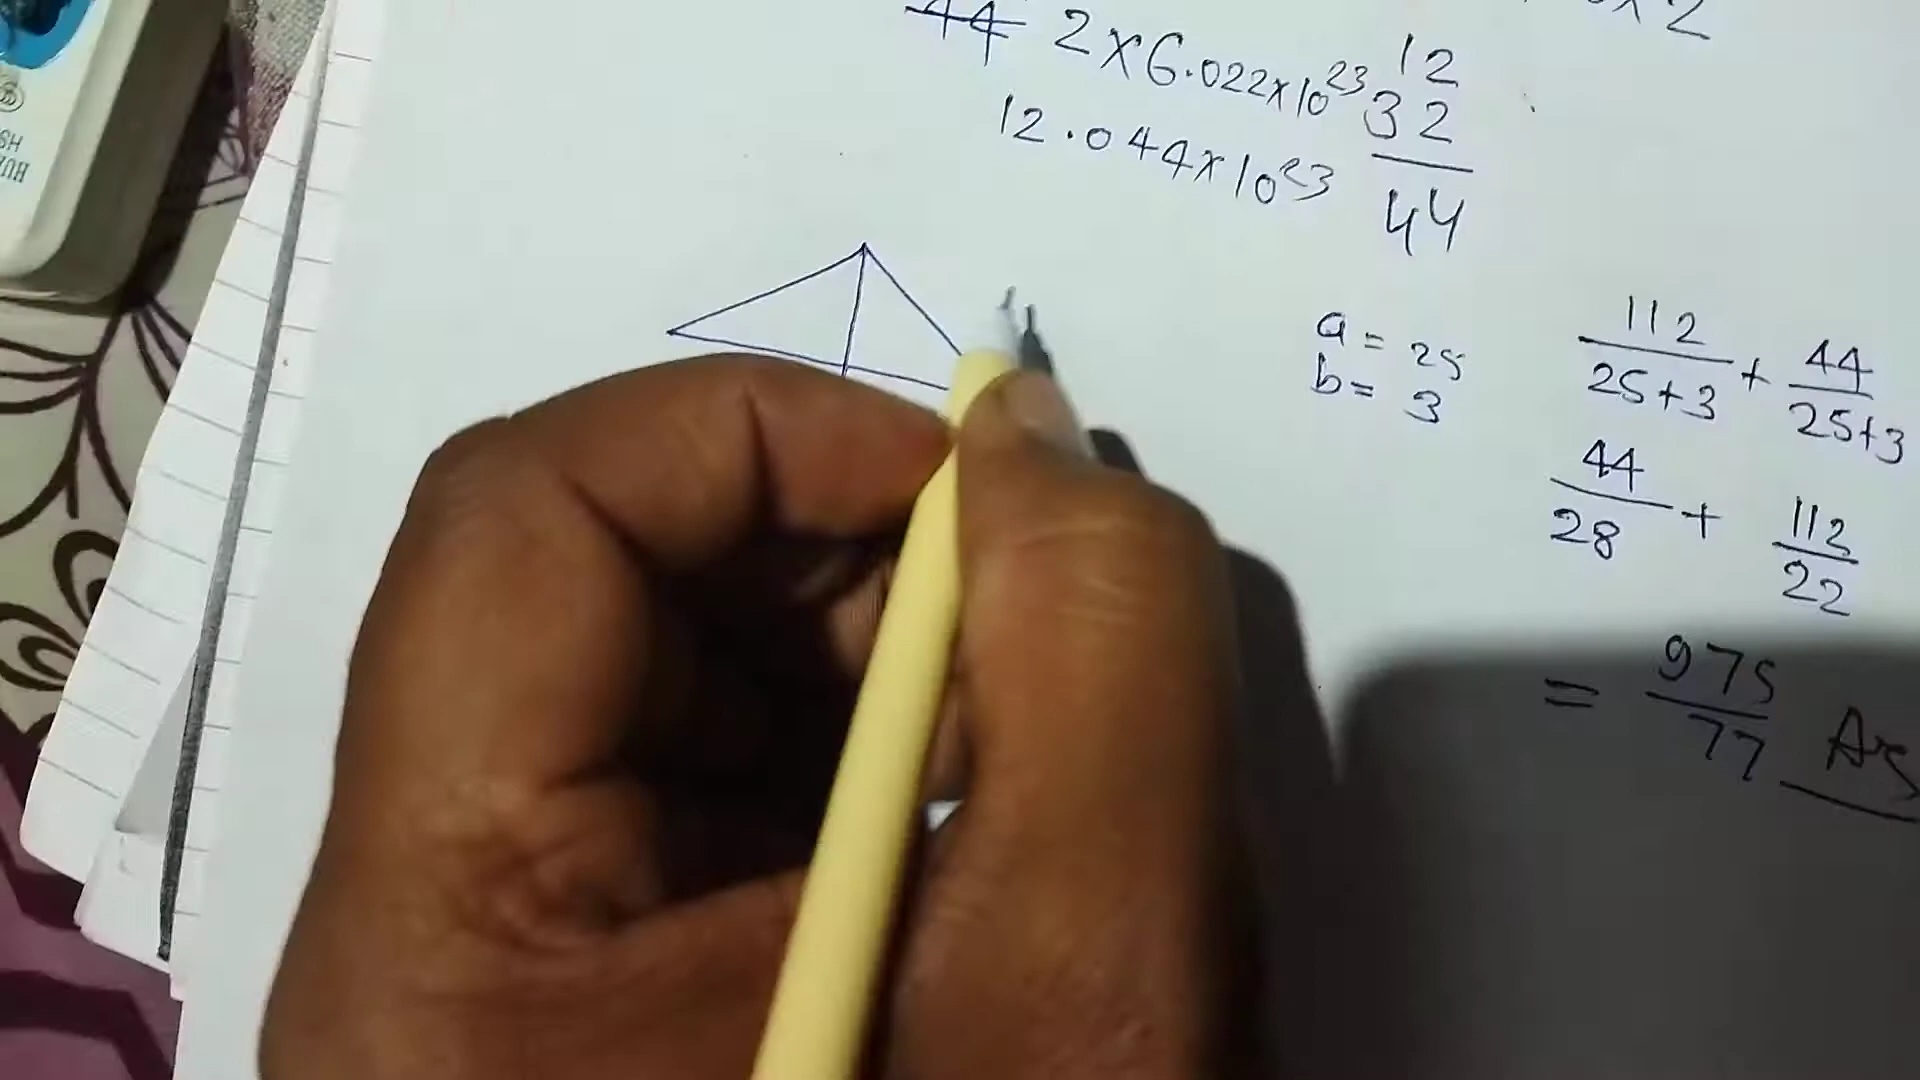 44 2×6.022×10²³
12
32
44
12.044×10²³
a = 25
b = 3
112/25+3 + 44/25+3
44/28 + 112/22
= 975/77 Ans